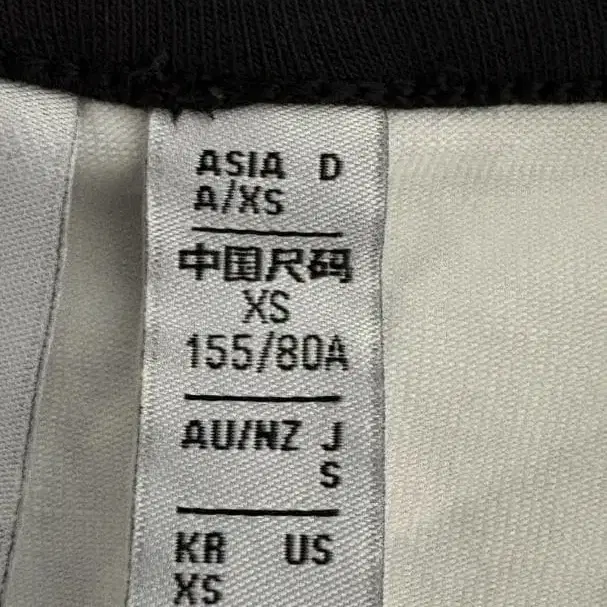 ASIA D
A/XS
中国尺码
XS
155/80A
AU/NZ J
S
KR US
XS